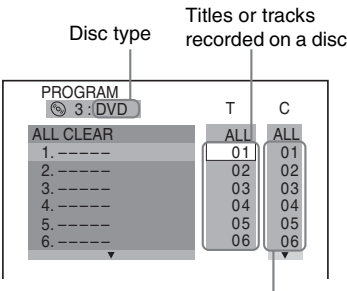 Disc type
Titles or tracks
recorded on a disc
PROGRAM
3 : DVD
T C
ALL CLEAR ALL ALL
1. – – – – – 01 01
2. – – – – – 02 02
3. – – – – – 03 03
4. – – – – – 04 04
5. – – – – – 05 05
6. – – – – – 06 06